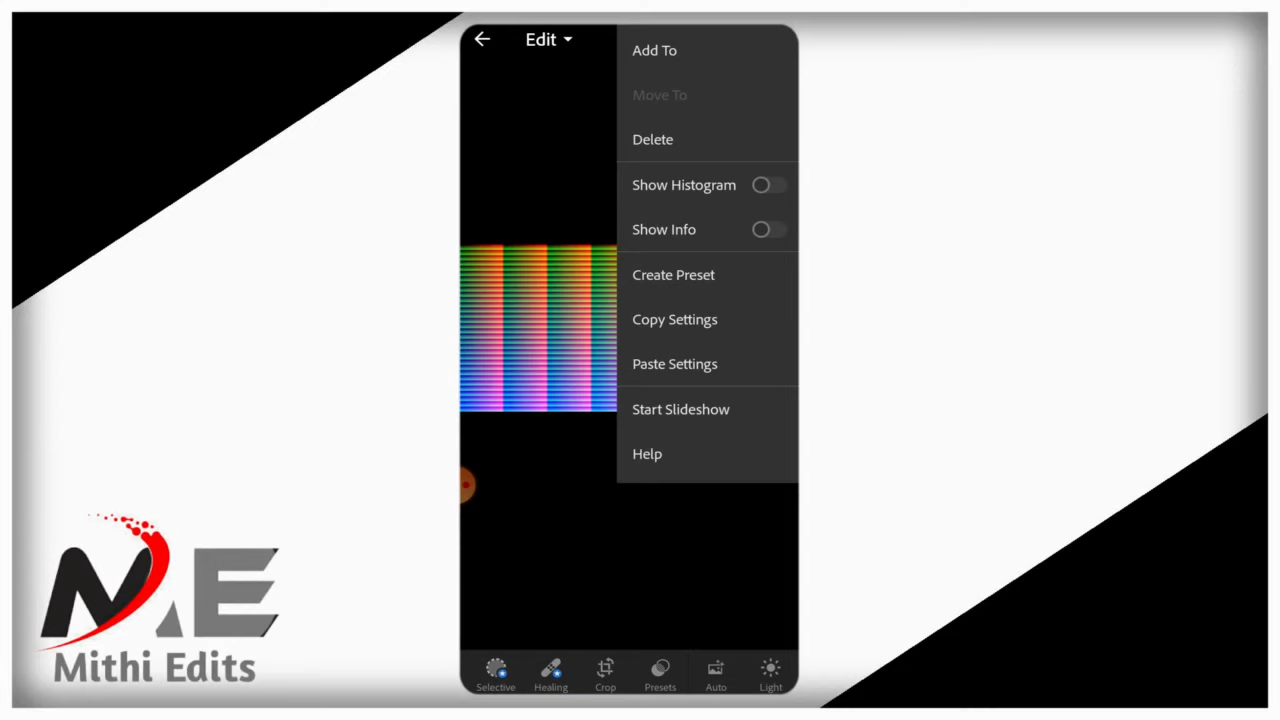 Edit
Add To
Move To
Delete
Show Histogram
Show Info
Create Preset
Copy Settings
Paste Settings
Start Slideshow
Help
Selective
Healing
Crop
Presets
Auto
Light
ME
Mithi Edits